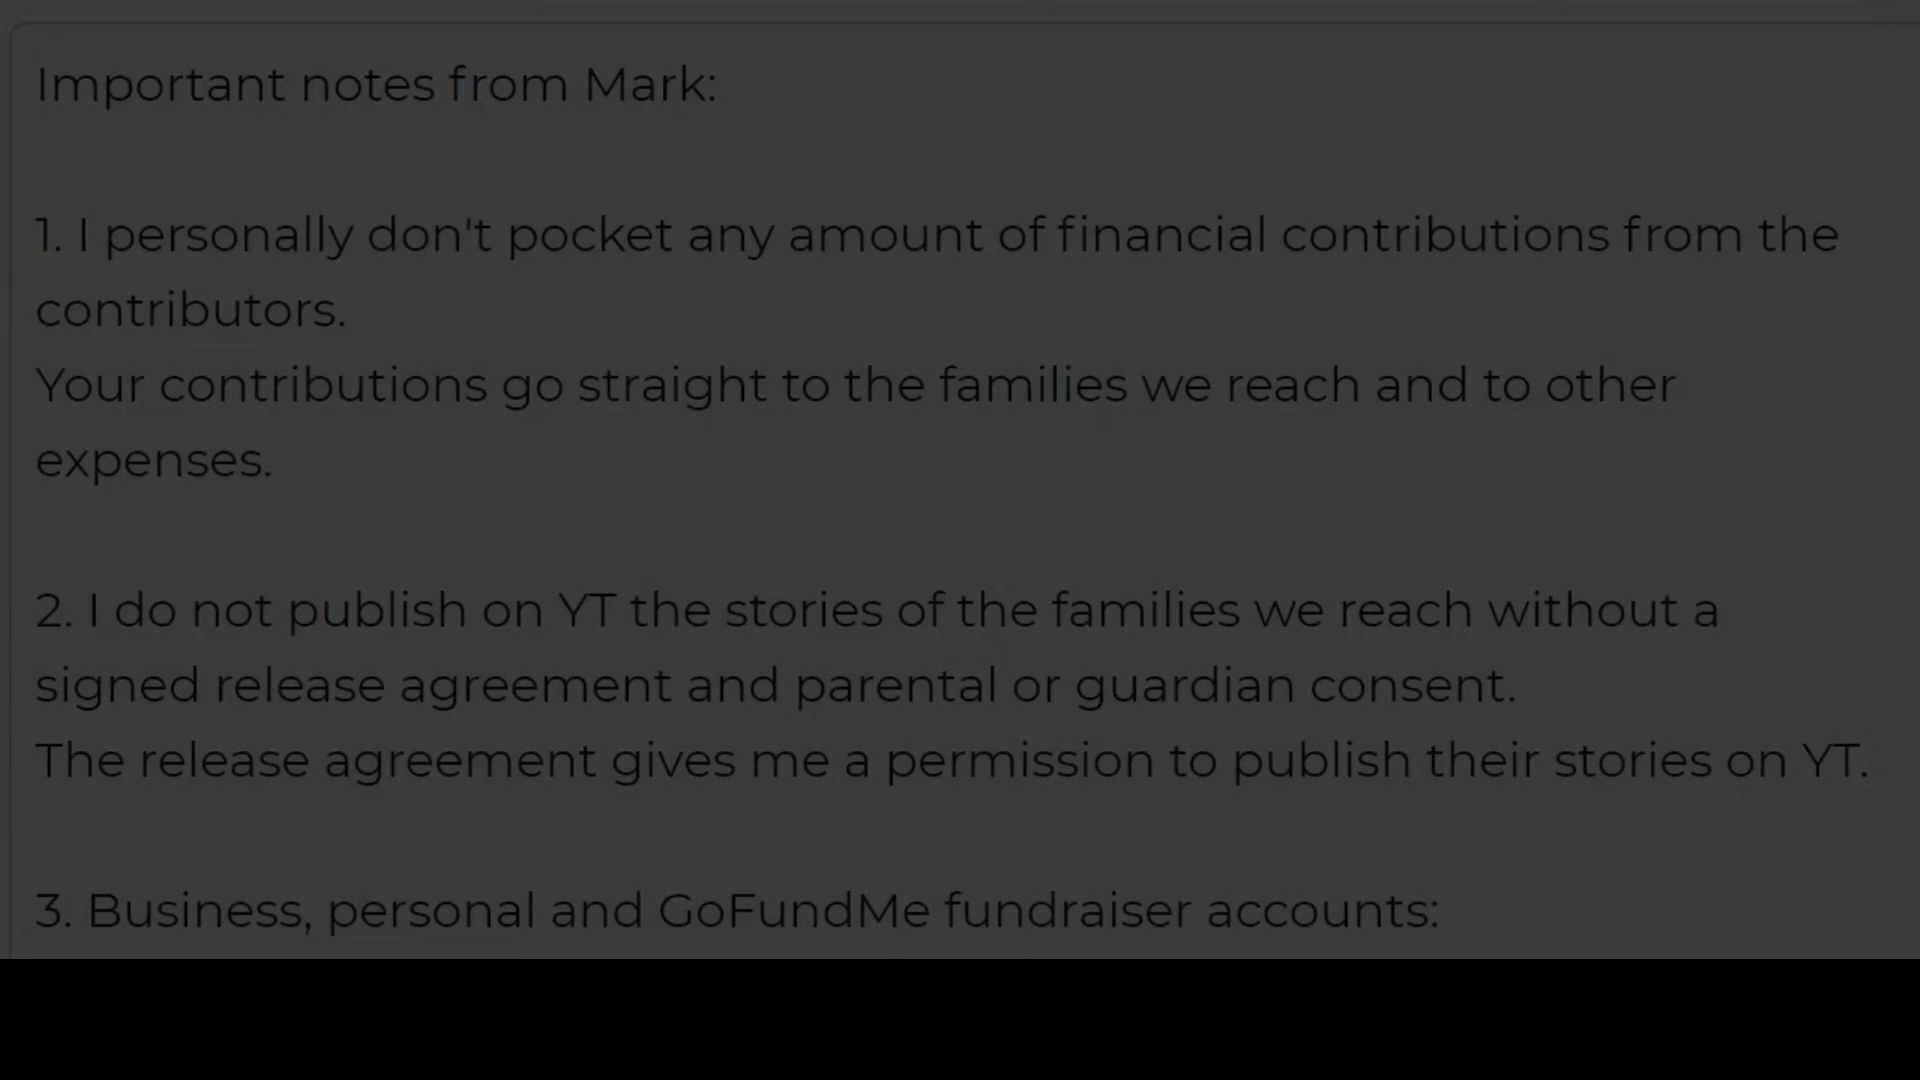 Important notes from Mark:
1. I personally don't pocket any amount of financial contributions from the
contributors.
Your contributions go straight to the families we reach and to other
expenses.
2. I do not publish on YT the stories of the families we reach without a
signed release agreement and parental or guardian consent.
The release agreement gives me a permission to publish their stories on YT.
3. Business, personal and GoFundMe fundraiser accounts: